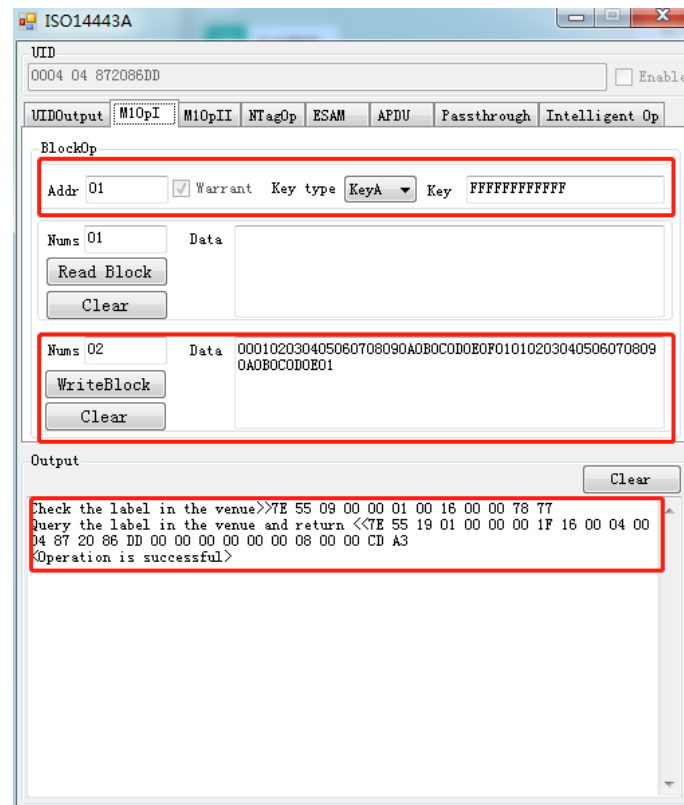 ISO14443A
UID
0004 04 872086DD
Enable
UIDOutput M1OpI M1OpII NTagOp ESAM APDU Passthrough Intelligent Op
BlockOp
Addr 01 Warrant Key type KeyA Key FFFFFFFFFFFF
Nums 01 Data
Read Block
Clear
Nums 02 Data 000102030405060708090A0B0C0D0E0F01010203040506070809
0A0B0C0D0E01
WriteBlock
Clear
Output
Clear
Check the label in the venue>>7E 55 09 00 00 01 00 16 00 00 78 77
Query the label in the venue and return <<7E 55 19 01 00 00 00 1F 16 00 04 00
04 87 20 86 DD 00 00 00 00 00 00 08 00 00 CD A3
<Operation is successful>